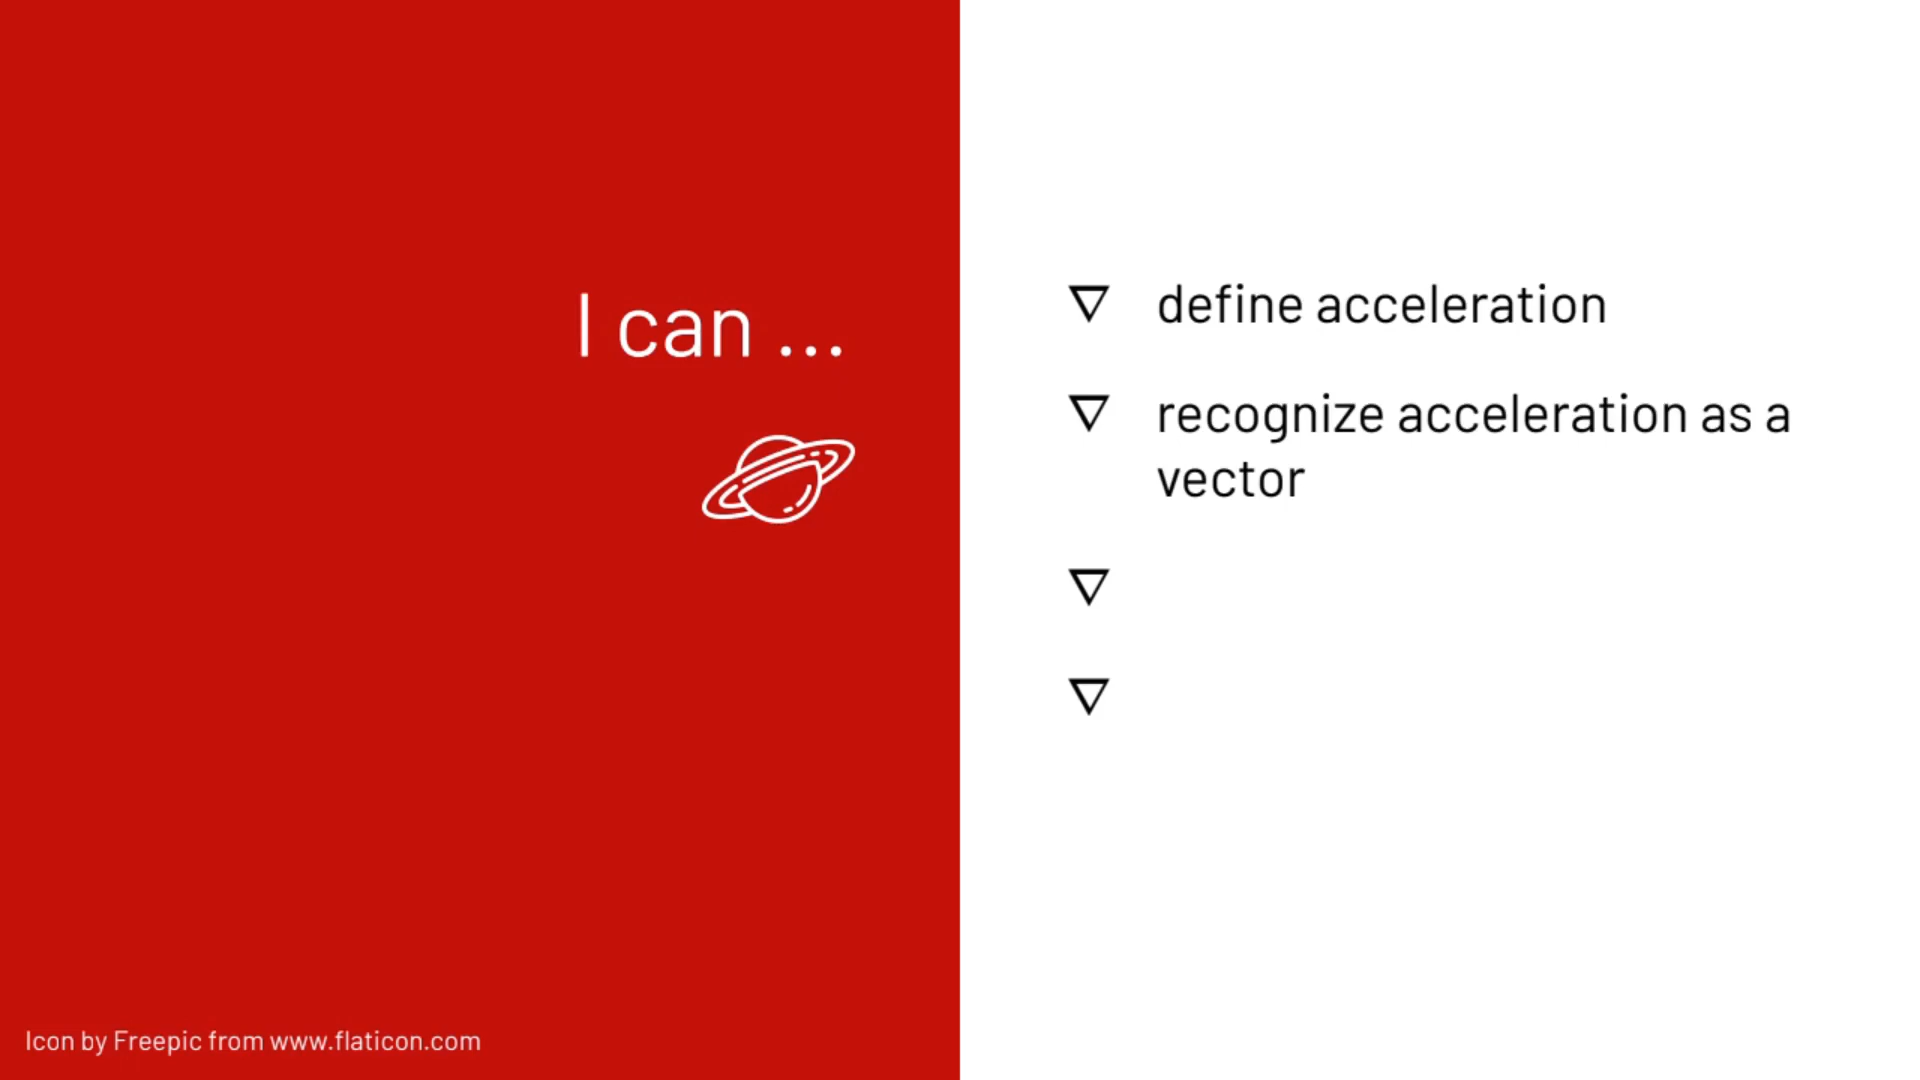 I can ...
define acceleration
recognize acceleration as a
vector
Icon by Freepic from www.flaticon.com